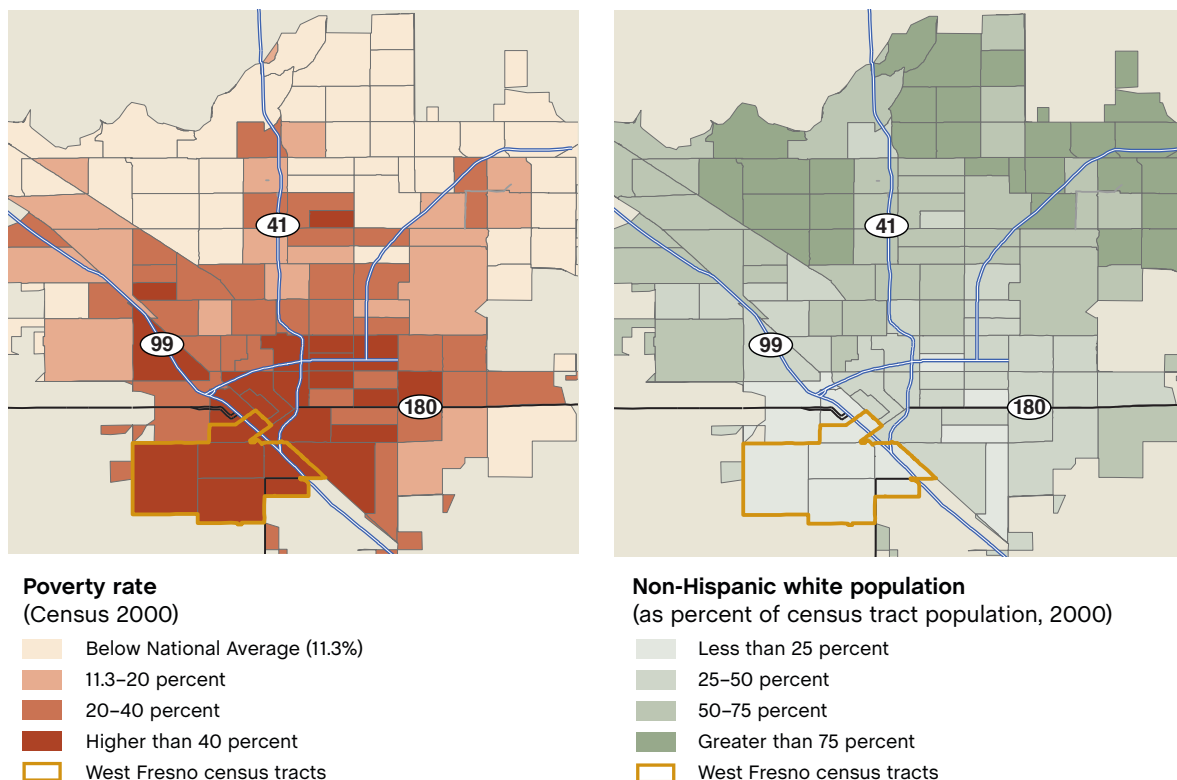 41
99
180
Poverty rate
(Census 2000)
Below National Average (11.3%)
11.3–20 percent
20–40 percent
Higher than 40 percent
West Fresno census tracts
41
99
180
Non-Hispanic white population
(as percent of census tract population, 2000)
Less than 25 percent
25–50 percent
50–75 percent
Greater than 75 percent
West Fresno census tracts